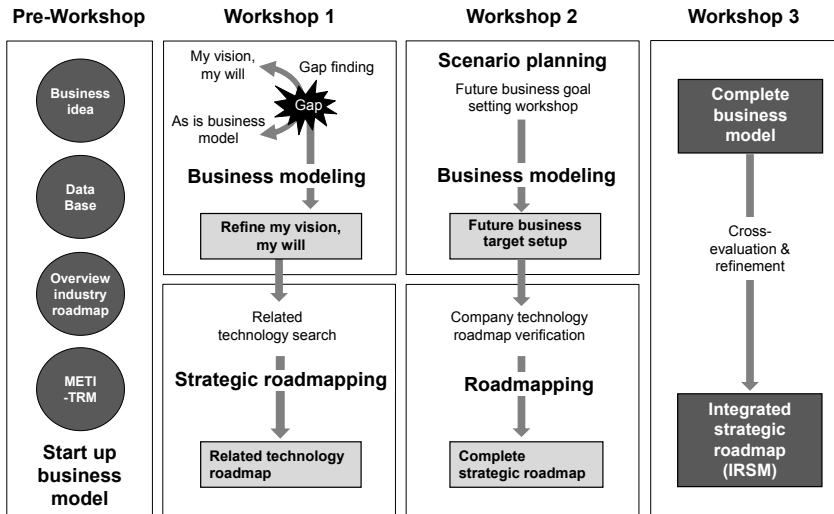 Pre-Workshop
Business
idea
Data
Base
Overview
industry
roadmap
METI
-TRM
Start up
business
model
Workshop 1
My vision,
my will
Gap finding
Gap
As is business
model
Business modeling
Refine my vision,
my will
Related
technology search
Strategic roadmapping
Related technology
roadmap
Workshop 2
Scenario planning
Future business goal
setting workshop
Business modeling
Future business
target setup
Company technology
roadmap verification
Roadmapping
Complete
strategic roadmap
Workshop 3
Complete
business
model
Cross-
evaluation &
refinement
Integrated
strategic
roadmap
(IRSM)